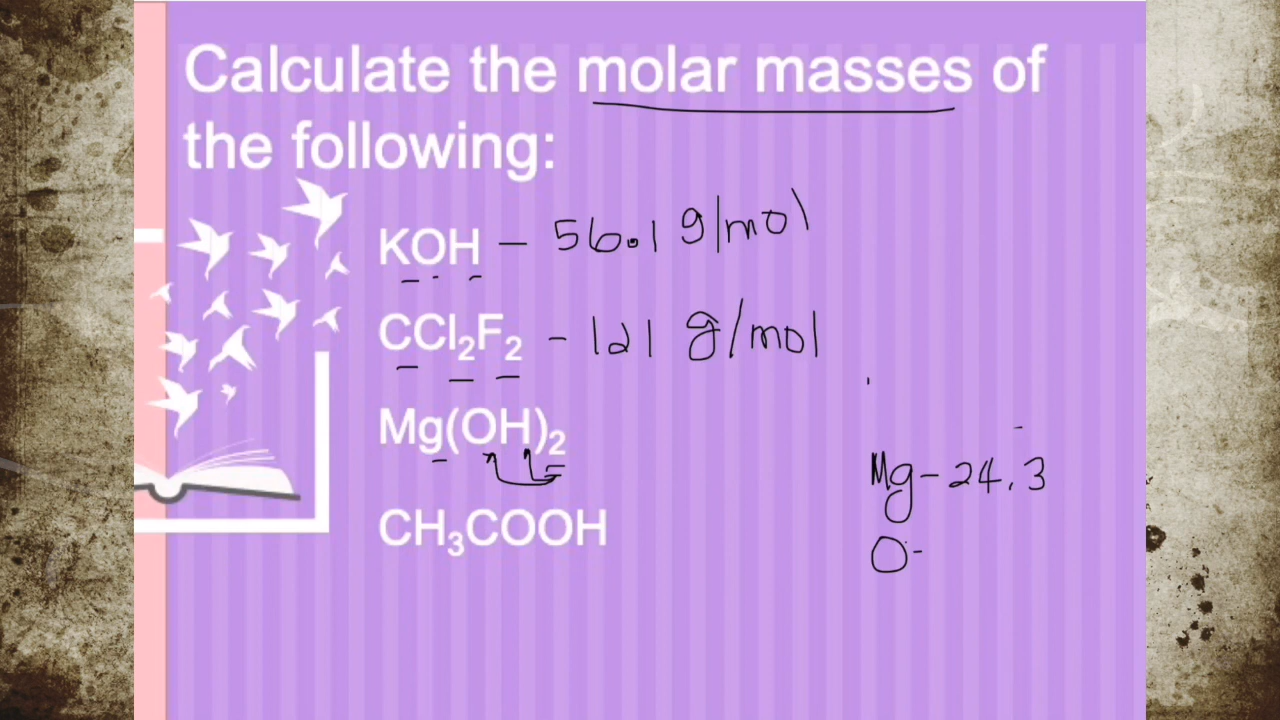 Calculate the molar masses of
the following:
KOH – 56.1 g/mol
CCl₂F₂ - 121 g/mol
Mg(OH)₂
Mg-24.3
CH₃COOH
O-